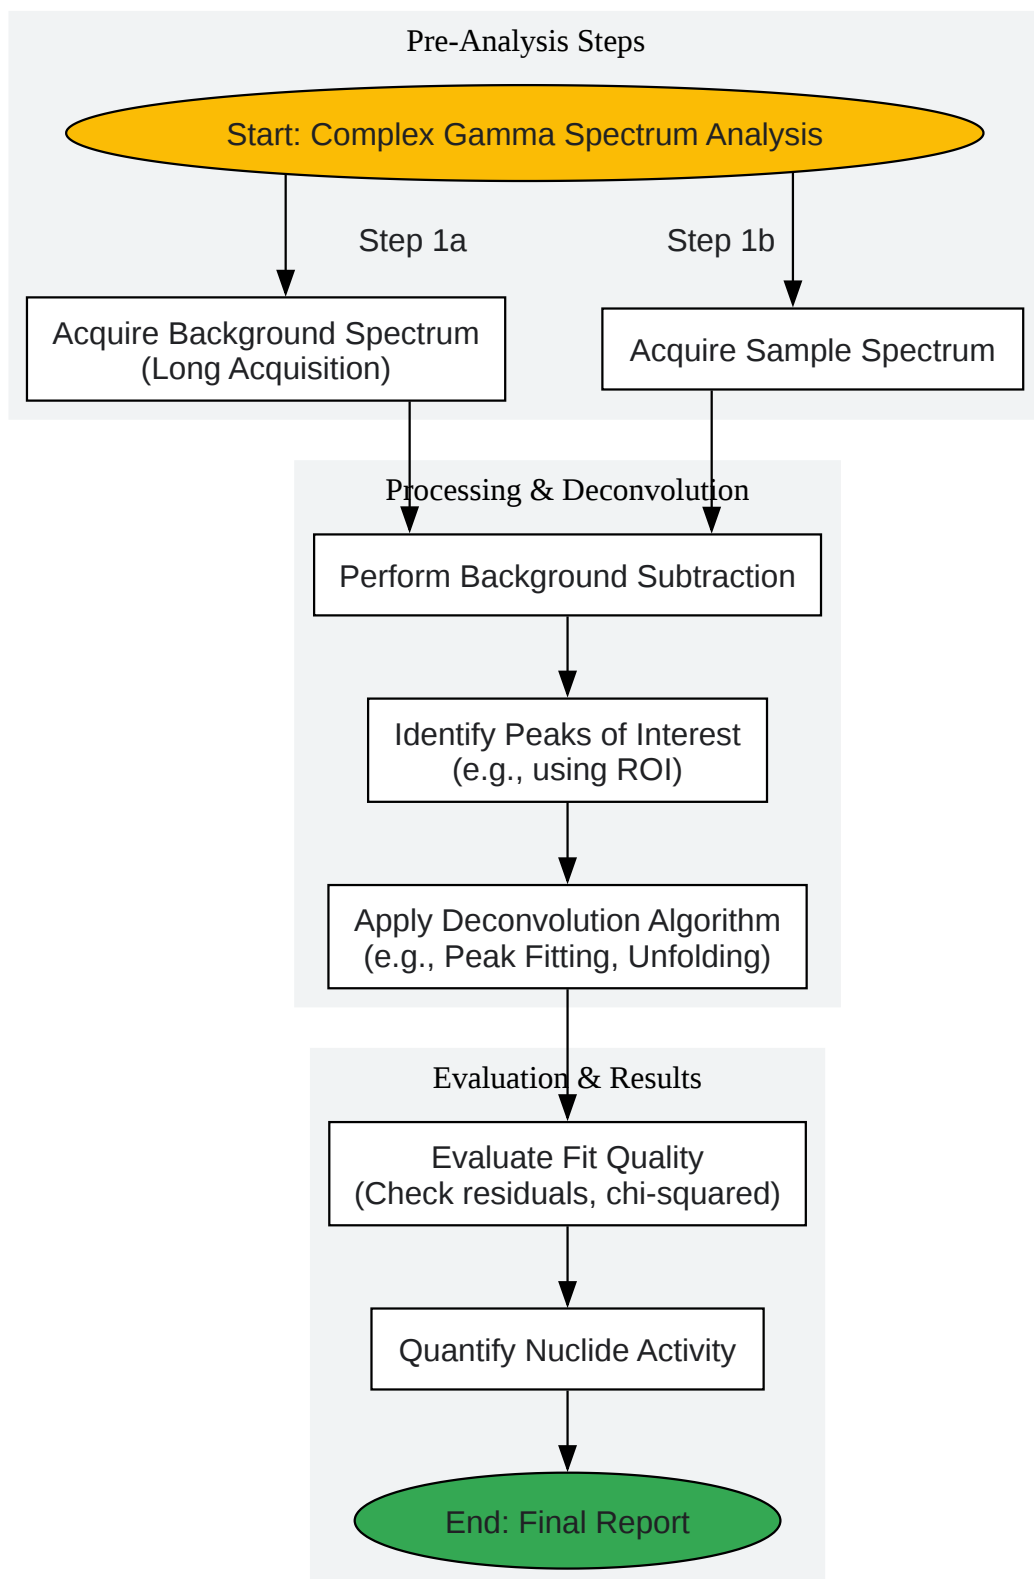 Pre-Analysis Steps
Start: Complex Gamma Spectrum Analysis
Step 1a
Step 1b
Acquire Background Spectrum
(Long Acquisition)
Acquire Sample Spectrum
Processing & Deconvolution
Perform Background Subtraction
Identify Peaks of Interest
(e.g., using ROI)
Apply Deconvolution Algorithm
(e.g., Peak Fitting, Unfolding)
Evaluation & Results
Evaluate Fit Quality
(Check residuals, chi-squared)
Quantify Nuclide Activity
End: Final Report